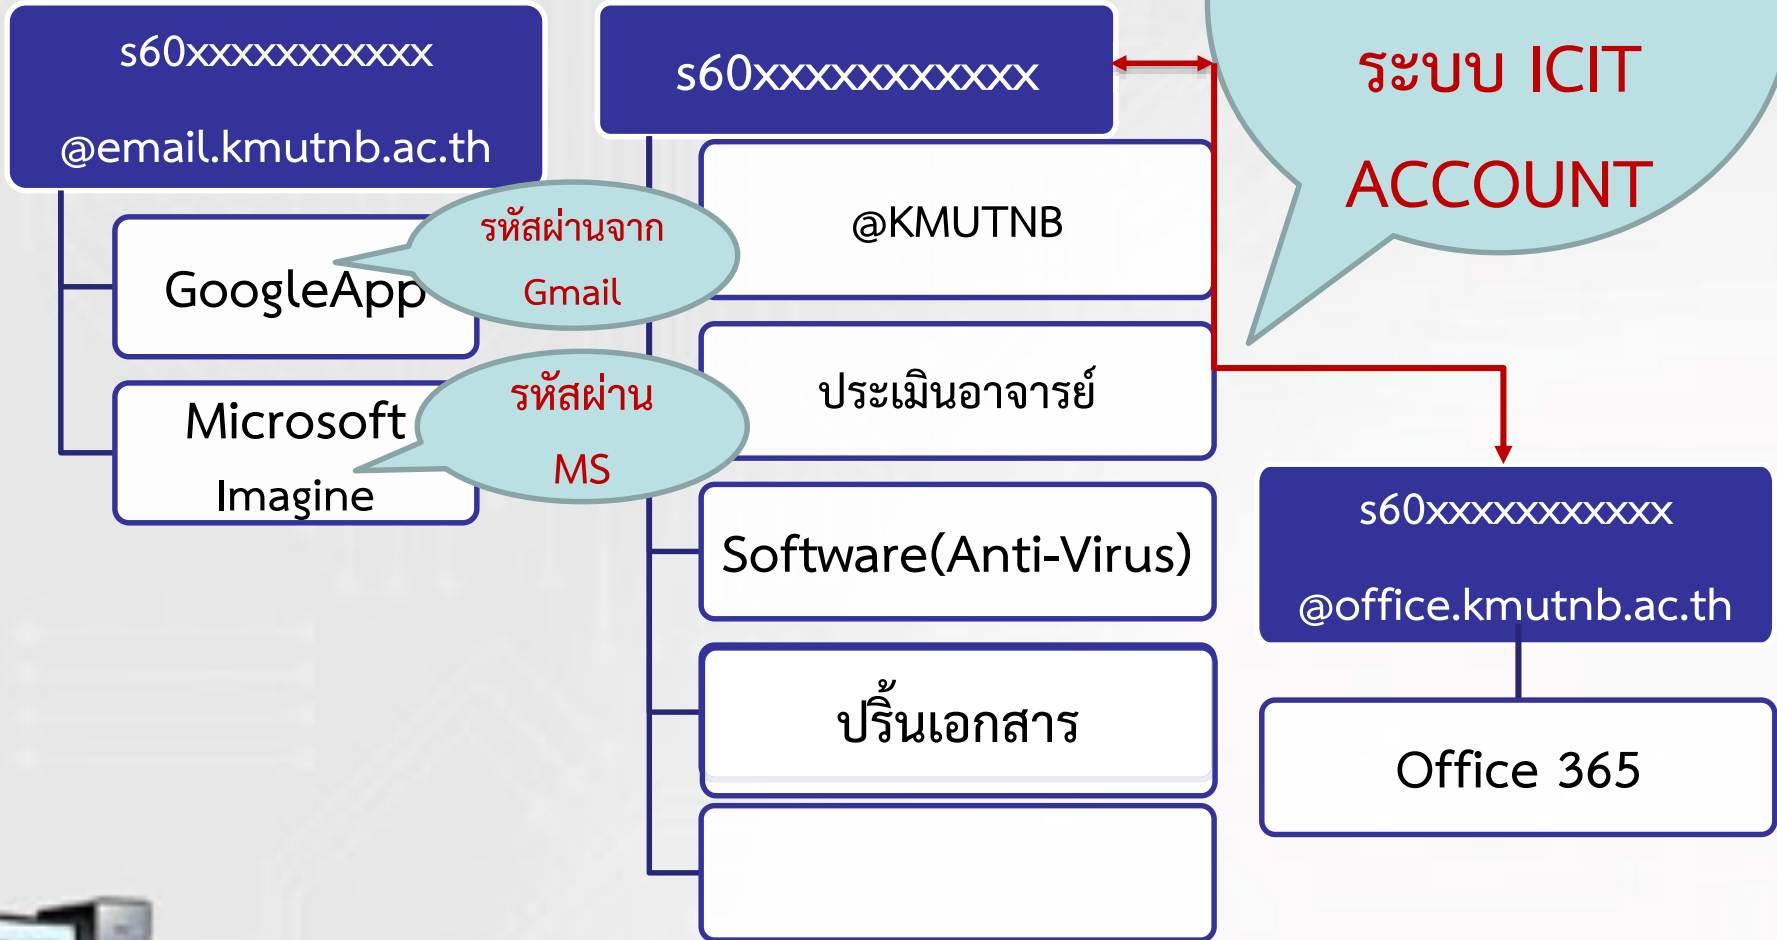 s60xxxxxxxxxxx
@email.kmutnb.ac.th
GoogleApp
รหัสผ่านจาก
Gmail
Microsoft
Imagine
รหัสผ่าน
MS
s60xxxxxxxxxxx
@KMUTNB
ประเมินอาจารย์
Software(Anti-Virus)
ปริ้นเอกสาร
ระบบ ICIT
ACCOUNT
s60xxxxxxxxxxx
@office.kmutnb.ac.th
Office 365